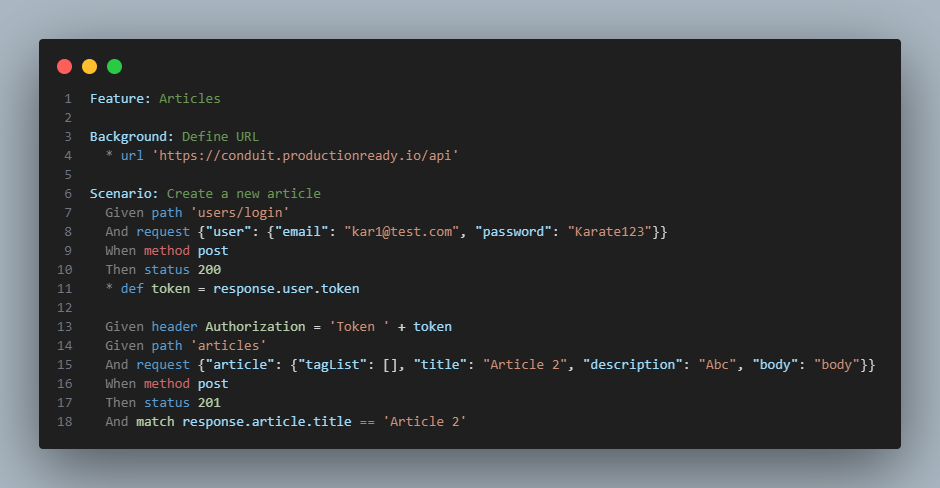 1 Feature: Articles
2
3 Background: Define URL
4 * url 'https://conduit.productionready.io/api'
5
6 Scenario: Create a new article
7 Given path 'users/login'
8 And request {"user": {"email": "kar1@test.com", "password": "Karate123"}}
9 When method post
10 Then status 200
11 * def token = response.user.token
12
13 Given header Authorization = 'Token ' + token
14 Given path 'articles'
15 And request {"article": {"tagList": [], "title": "Article 2", "description": "Abc", "body": "body"}}
16 When method post
17 Then status 201
18 And match response.article.title == 'Article 2'